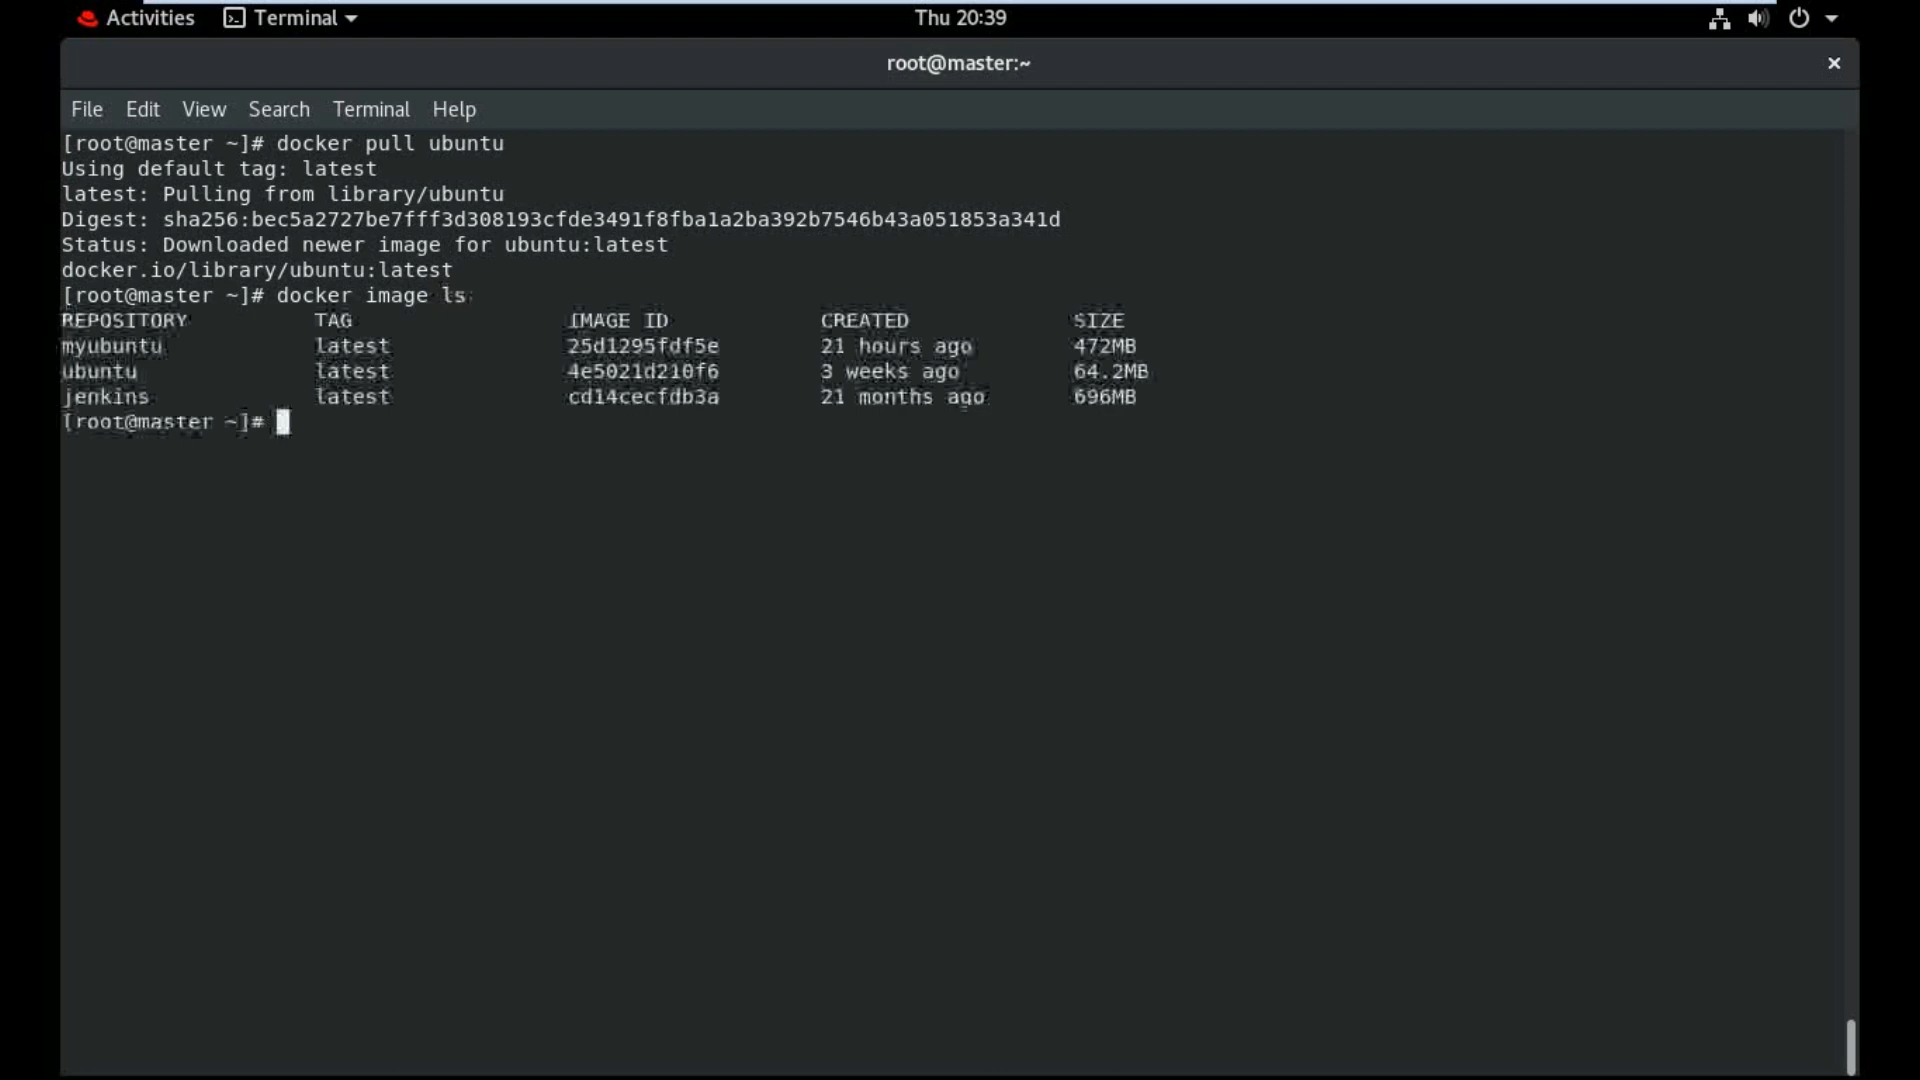 Activities Terminal Thu 20:39
root@master:~
File Edit View Search Terminal Help
[root@master ~]# docker pull ubuntu
Using default tag: latest
latest: Pulling from library/ubuntu
Digest: sha256:bec5a2727be7fff3d308193cfde3491f8fba1a2ba392b7546b43a051853a341d
Status: Downloaded newer image for ubuntu:latest
docker.io/library/ubuntu:latest
[root@master ~]# docker image ls
REPOSITORY TAG IMAGE ID CREATED SIZE
myubuntu latest 25d1295fdf5e 21 hours ago 472MB
ubuntu latest 4e5021d210f6 3 weeks ago 64.2MB
jenkins latest cd14cecfdb3a 21 months ago 696MB
[root@master ~]#